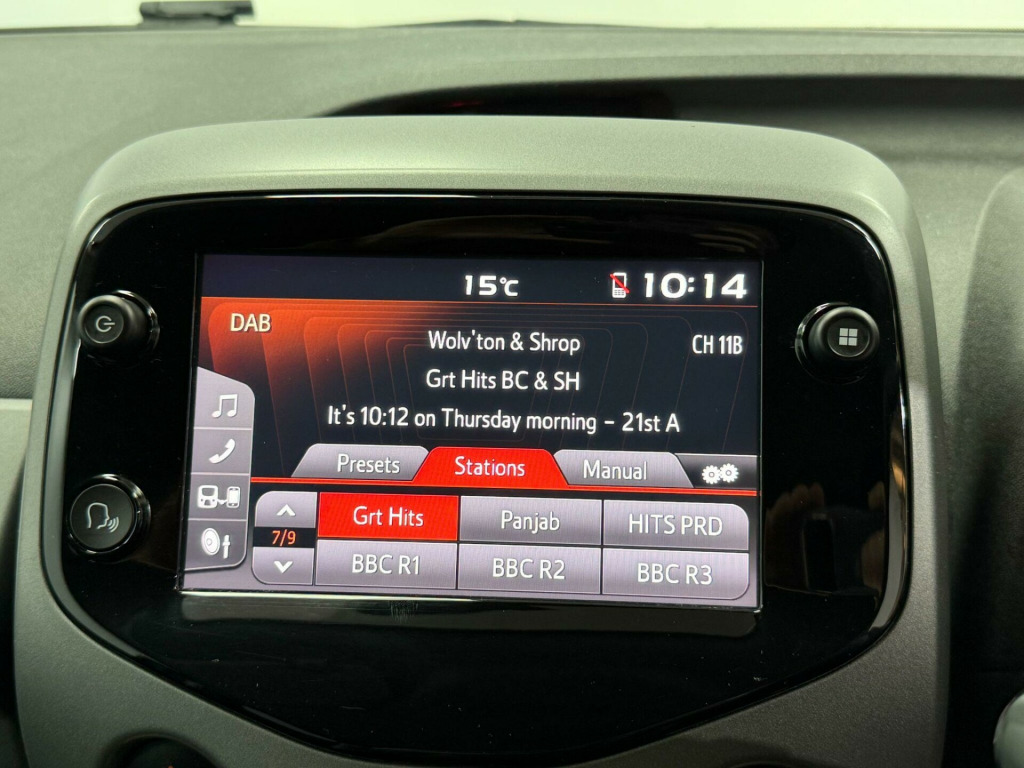 15℃ 10:14
DAB
Wolv'ton & Shrop CH 11B
Grt Hits BC & SH
It's 10:12 on Thursday morning – 21st A
Presets Stations Manual
Grt Hits Panjab HITS PRD
7/9
BBC R1 BBC R2 BBC R3